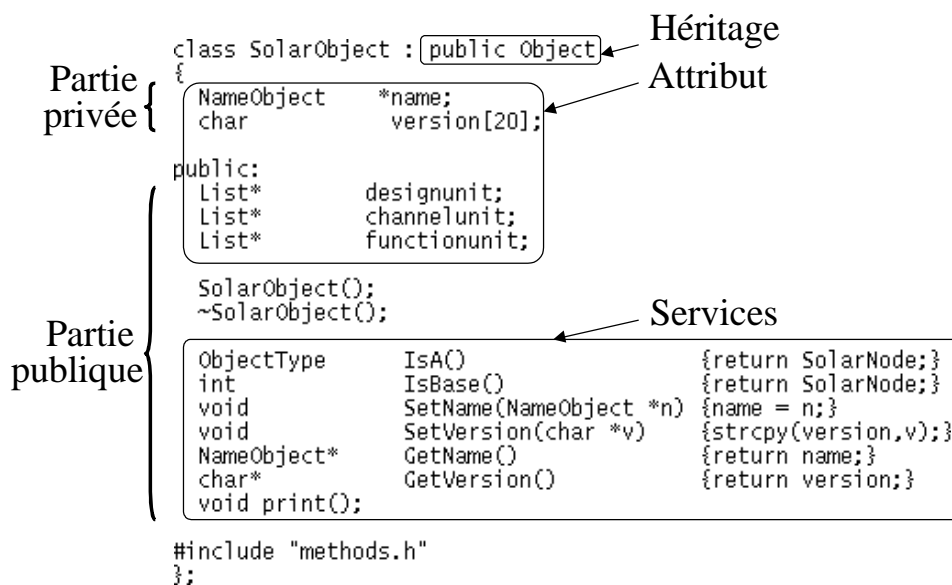 Héritage
class SolarObject : public Object
{
Attribut
Partie
privée
NameObject *name;
char version[20];
public:
List* designunit;
List* channelunit;
List* functionunit;
SolarObject();
~SolarObject();
Services
Partie
publique
ObjectType IsA() {return SolarNode;}
int IsBase() {return SolarNode;}
void SetName(NameObject *n) {name = n;}
void SetVersion(char *v) {strcpy(version,v);}
NameObject* GetName() {return name;}
char* GetVersion() {return version;}
void print();
#include "methods.h"
};